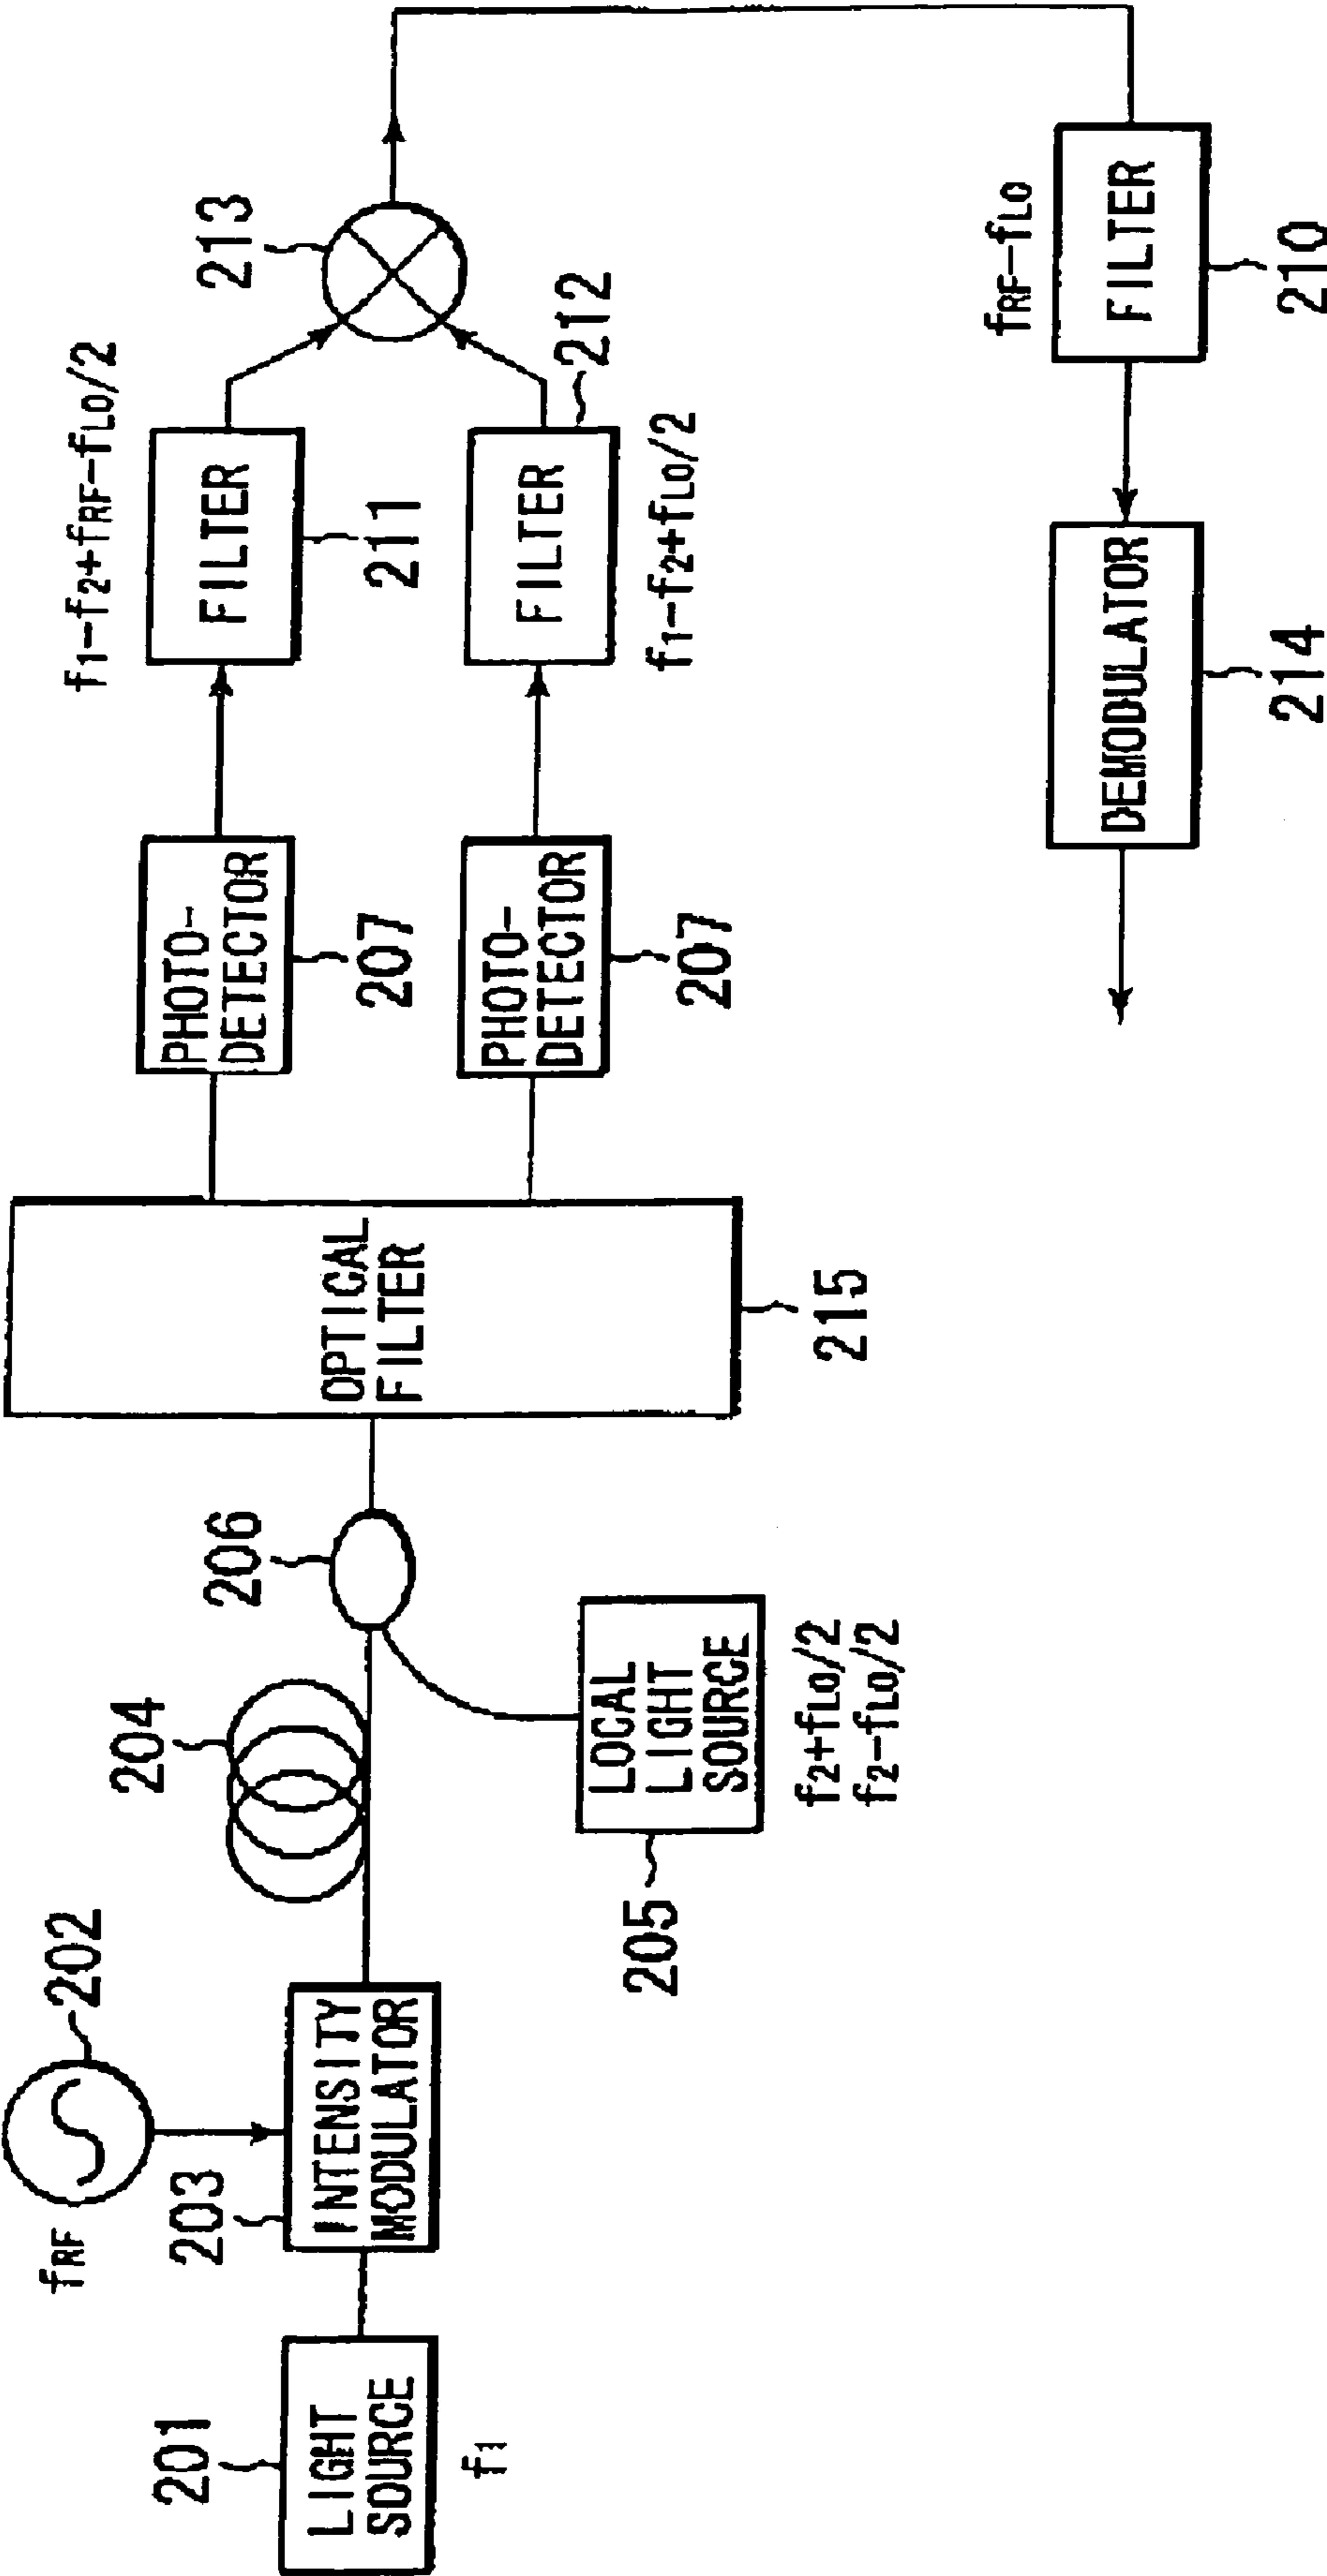 201
LIGHT
SOURCE
f1
fRF
202
203
INTENSITY
MODULATOR
204
205
LOCAL
LIGHT
SOURCE
f2+fLO/2
f2-fLO/2
206
OPTICAL
FILTER
215
PHOTO-
DETECTOR
207
PHOTO-
DETECTOR
207
f1-f2+fRF-fLO/2
FILTER
211
FILTER
212
f1-f2+fLO/2
213
fRF-fLO
FILTER
210
DEMODULATOR
214